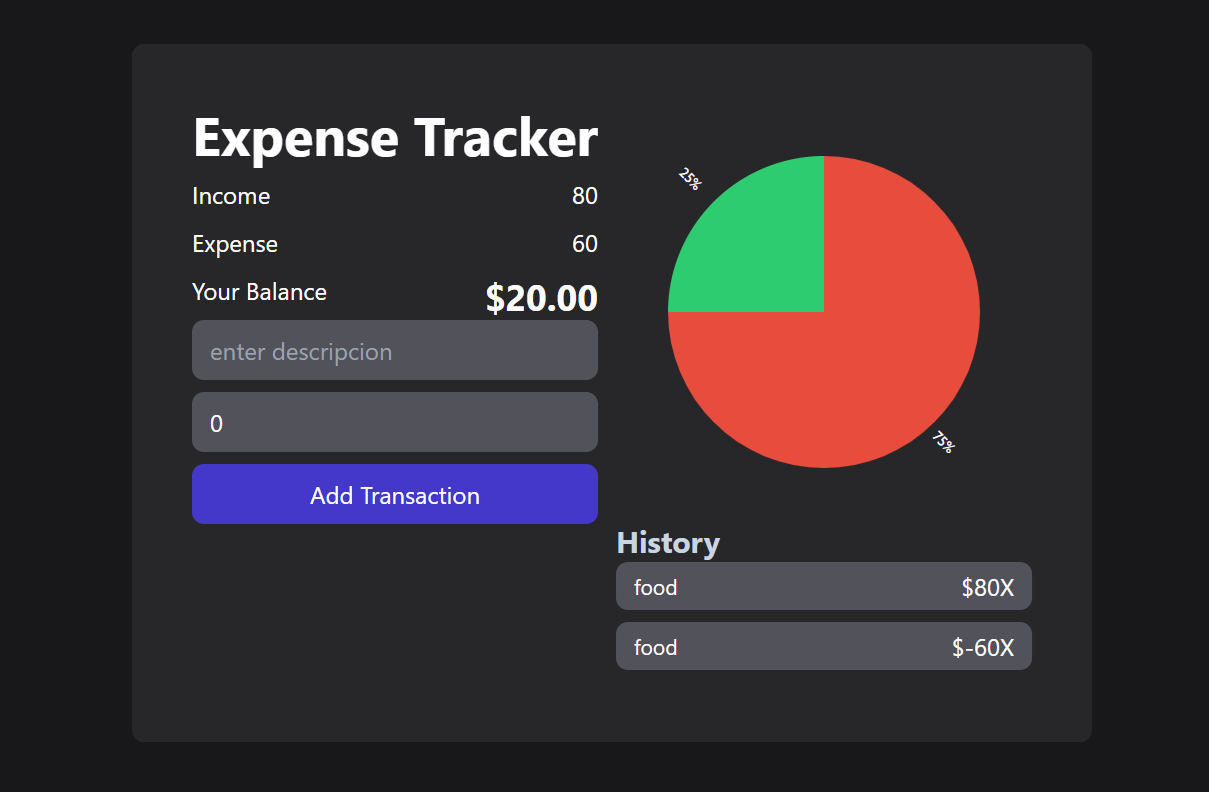 Expense Tracker
Income 80
Expense 60
Your Balance $20.00
enter descripcion
0
Add Transaction
25%
75%
History
food $80X
food $-60X